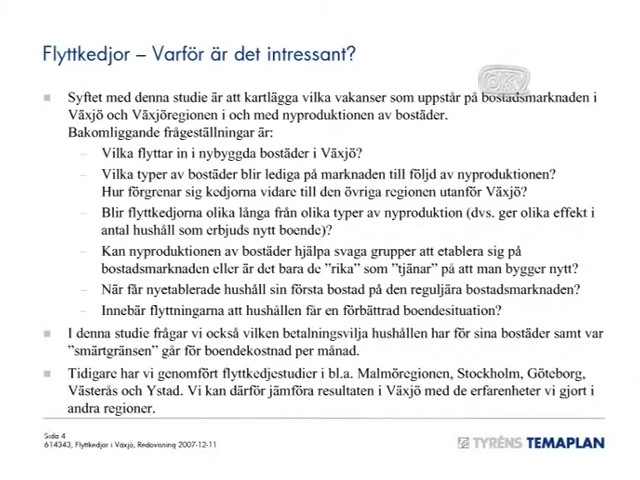 Flyttkedjor – Varför är det intressant?
ÖKV
Syftet med denna studie är att kartlägga vilka vakanser som uppstår på bostadsmarknaden i
Växjö och Växjöregionen i och med nyproduktionen av bostäder.
Bakomliggande frågeställningar är:
– Vilka flyttar in i nybyggda bostäder i Växjö?
– Vilka typer av bostäder blir lediga på marknaden till följd av nyproduktionen?
Hur förgrenar sig kedjorna vidare till den övriga regionen utanför Växjö?
– Blir flyttkedjorna olika långa från olika typer av nyproduktion (dvs. ger olika effekt i
antal hushåll som erbjuds nytt boende)?
– Kan nyproduktionen av bostäder hjälpa svaga grupper att etablera sig på
bostadsmarknaden eller är det bara de ”rika” som ”tjänar” på att man bygger nytt?
– När får nyetablerade hushåll sin första bostad på den reguljära bostadsmarknaden?
– Innebär flyttningarna att hushållen får en förbättrad boendesituation?
I denna studie frågar vi också vilken betalningsvilja hushållen har för sina bostäder samt var
”smärtgränsen” går för boendekostnad per månad.
Tidigare har vi genomfört flyttkedjestudier i bl.a. Malmöregionen, Stockholm, Göteborg,
Västerås och Ystad. Vi kan därför jämföra resultaten i Växjö med de erfarenheter vi gjort i
andra regioner.
Sida 4
614343, Flyttkedjor i Växjö, Redovisning 2007-12-11
TYRÉNS TEMAPLAN